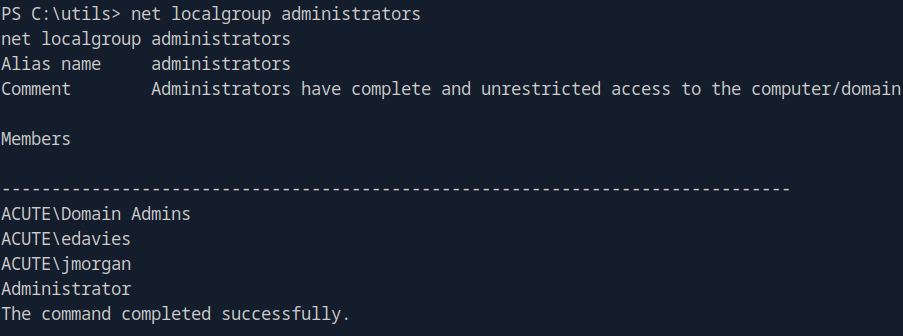 PS C:\utils> net localgroup administrators
net localgroup administrators
Alias name     administrators
Comment        Administrators have complete and unrestricted access to the computer/domain
Members
-------------------------------------------------------------------------------
ACUTE\Domain Admins
ACUTE\edavies
ACUTE\jmorgan
Administrator
The command completed successfully.